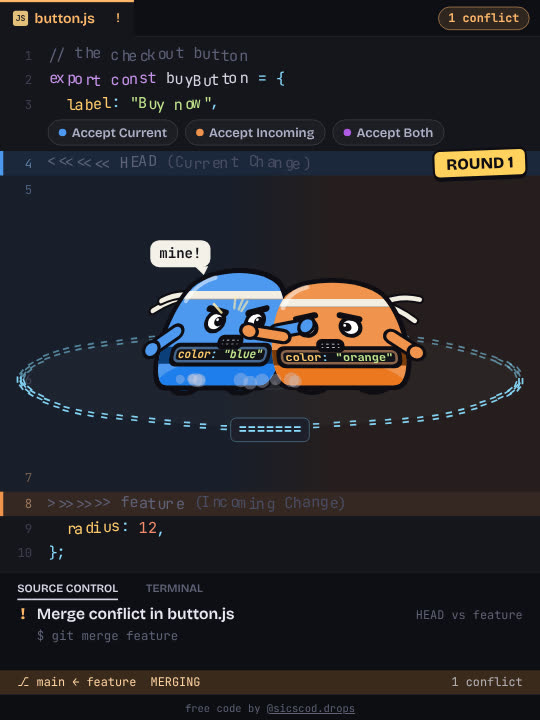 JS button.js !
1 conflict
1 // the checkout button
2 export const buyButton = {
3 label: "Buy now",
Accept Current Accept Incoming Accept Both
4 <<<<<<< HEAD (Current Change)
ROUND 1
5
mine!
color: "blue"
color: "orange"
=======
7
8 >>>>>>> feature (Incoming Change)
9 radius: 12,
10 };
SOURCE CONTROL TERMINAL
! Merge conflict in button.js HEAD vs feature
$ git merge feature
⎇ main ← feature MERGING 1 conflict
free code by @sicscod.drops